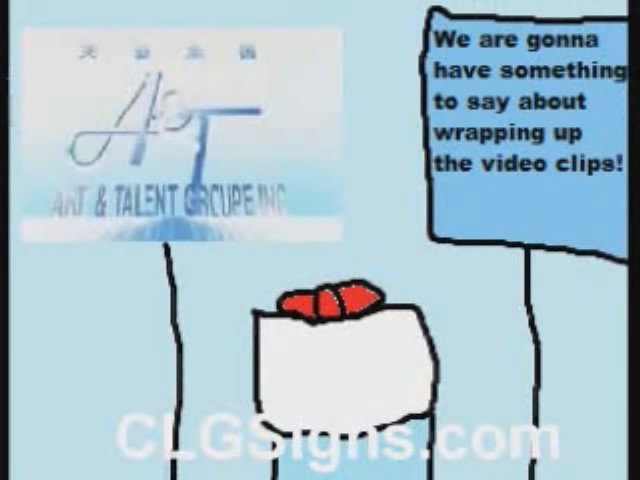 ART & TALENT GROUPE INC
We are gonna
have something
to say about
wrapping up
the video clips!
CLGSigns.com